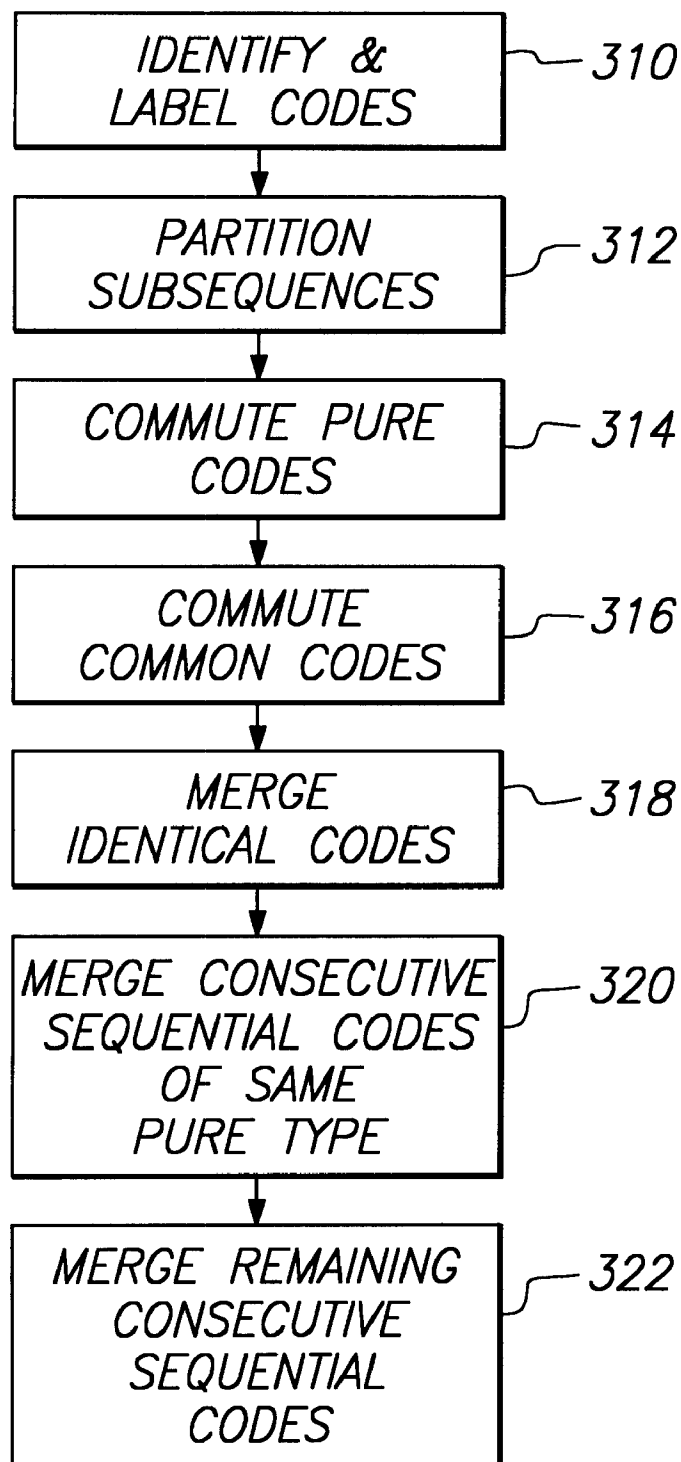 IDENTIFY &
LABEL CODES
310
PARTITION
SUBSEQUENCES
312
COMMUTE PURE
CODES
314
COMMUTE
COMMON CODES
316
MERGE
IDENTICAL CODES
318
MERGE CONSECUTIVE
SEQUENTIAL CODES
OF SAME
PURE TYPE
320
MERGE REMAINING
CONSECUTIVE
SEQUENTIAL
CODES
322